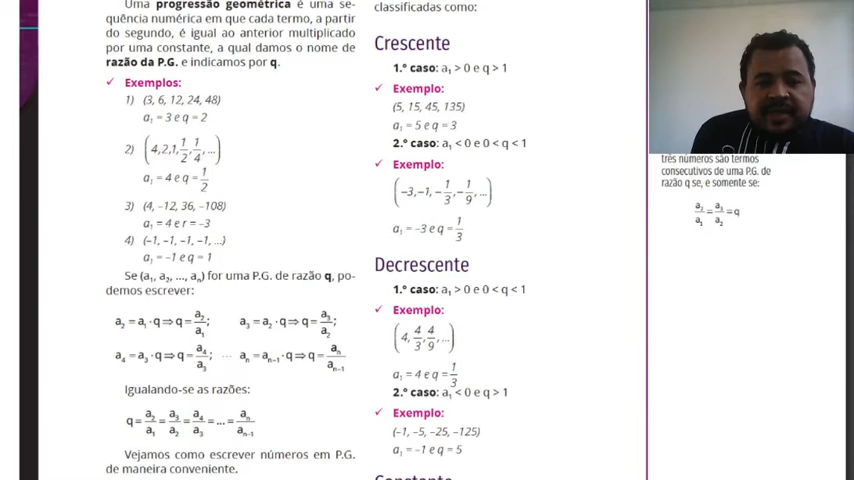 Uma progressão geométrica é uma se-
quência numérica em que cada termo, a partir
do segundo, é igual ao anterior multiplicado
por uma constante, a qual damos o nome de
razão da P.G. e indicamos por q.
✓ Exemplos:
1) (3, 6, 12, 24, 48)
a₁ = 3 e q = 2
2) (4,2,1,1/2,1/4,...)
a₁ = 4 e q = 1/2
3) (4, –12, 36, –108)
a₁ = 4 e r = –3
4) (–1, –1, –1, –1, ...)
a₁ = –1 e q = 1
Se (a₁, a₂, ..., aₙ) for uma P.G. de razão q, po-
demos escrever:
a₂ = a₁ · q ⇒ q = a₂/a₁; a₃ = a₂ · q ⇒ q = a₃/a₂;
a₄ = a₃ · q ⇒ q = a₄/a₃; ... aₙ = aₙ₋₁ · q ⇒ q = aₙ/aₙ₋₁
Igualando-se as razões:
q = a₂/a₁ = a₃/a₂ = a₄/a₃ = ... = aₙ/aₙ₋₁
Vejamos como escrever números em P.G.
de maneira conveniente.
classificadas como:
Crescente
1.º caso: a₁ > 0 e q > 1
✓ Exemplo:
(5, 15, 45, 135)
a₁ = 5 e q = 3
2.º caso: a₁ < 0 e 0 < q < 1
✓ Exemplo:
(–3,–1, –1/3,–1/9,...)
a₁ = –3 e q = 1/3
Decrescente
1.º caso: a₁ > 0 e 0 < q < 1
✓ Exemplo:
(4, 4/3, 4/9,...)
a₁ = 4 e q = 1/3
2.º caso: a₁ < 0 e q > 1
✓ Exemplo:
(–1, –5, –25, –125)
a₁ = –1 e q = 5
Constante
três números são termos
consecutivos de uma P.G. de
razão q se, e somente se:
a₂/a₁ = a₃/a₂ = q